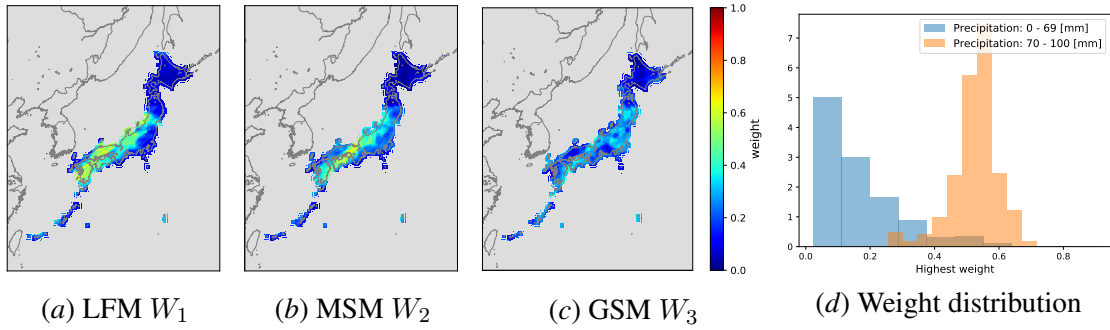 1.0
0.8
0.6
0.4
0.2
0.0
weight
7
6
5
4
3
2
1
0
0.0 0.2 0.4 0.6 0.8
Highest weight
Precipitation: 0 - 69 [mm]
Precipitation: 70 - 100 [mm]
(a) LFM W₁ (b) MSM W₂ (c) GSM W₃ (d) Weight distribution